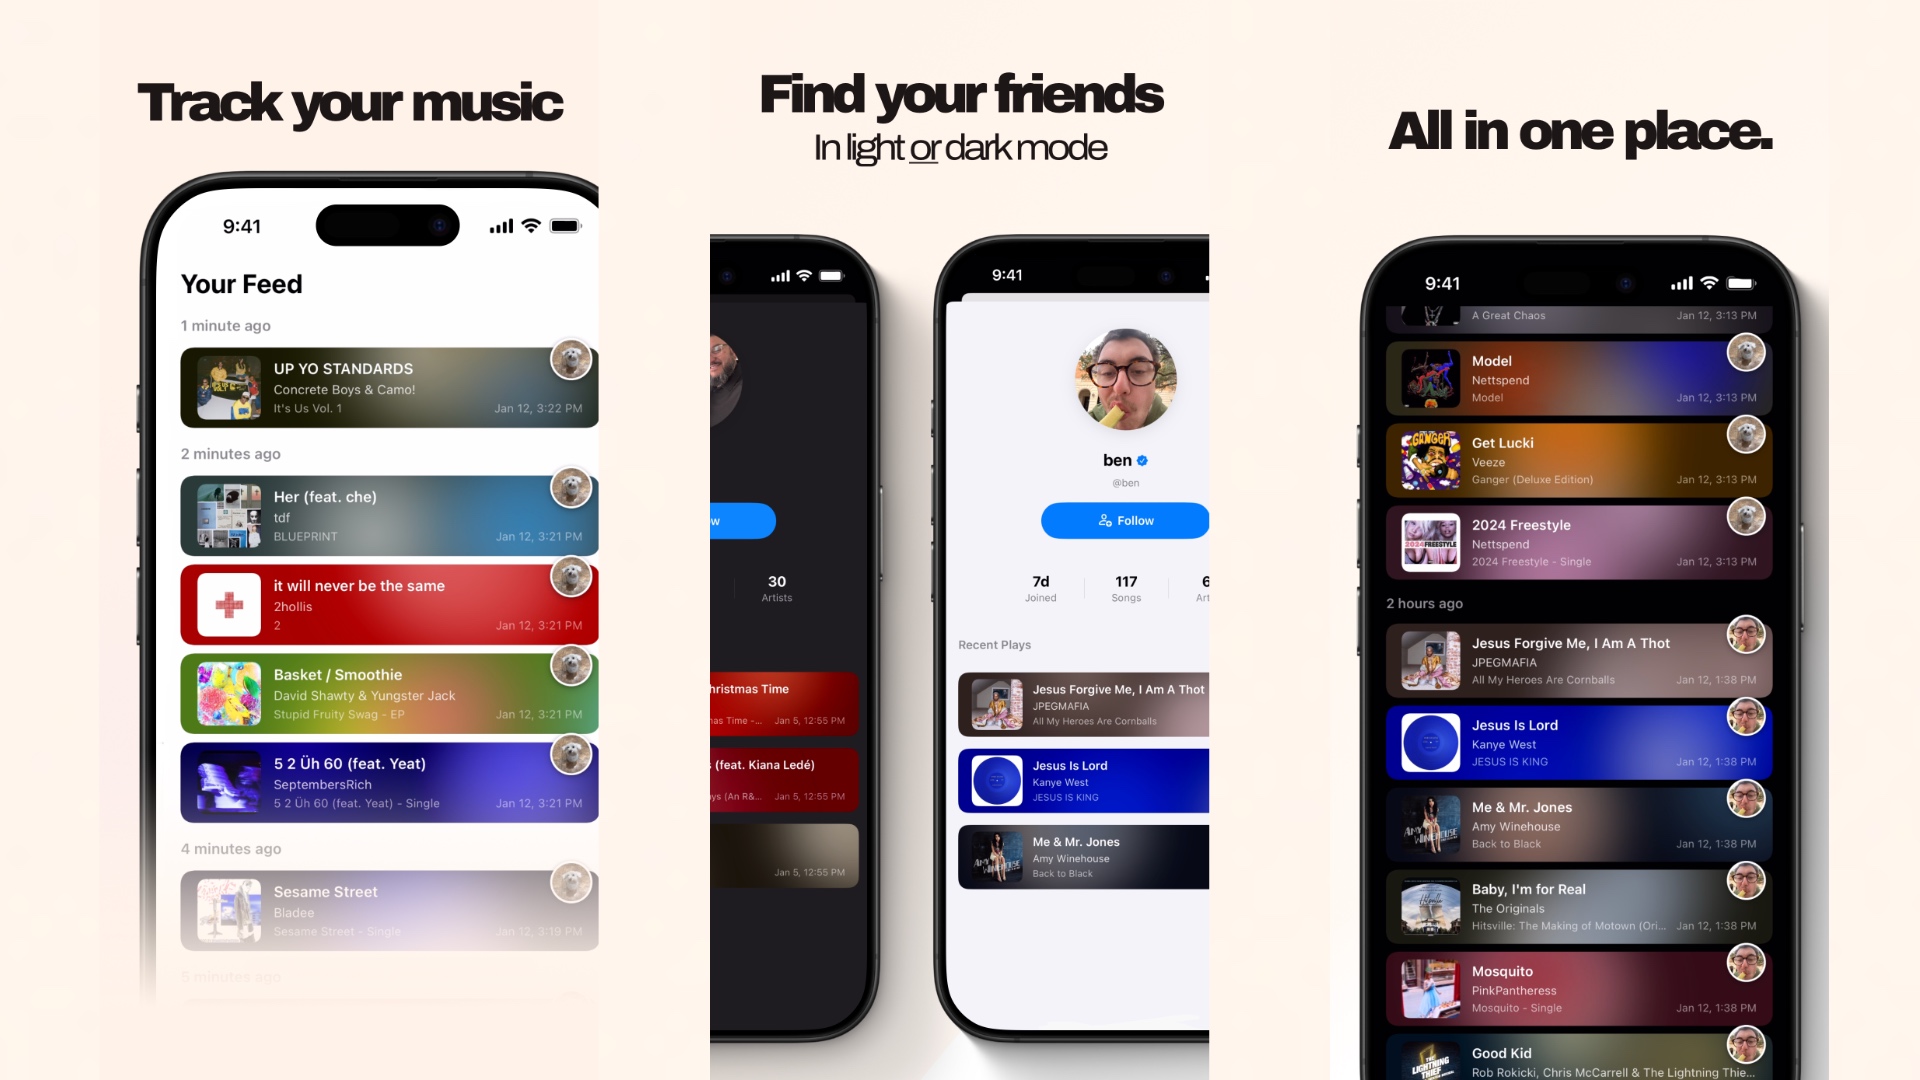 Track your music
9:41
Your Feed
1 minute ago
UP YO STANDARDS
Concrete Boys & Camo!
It's Us Vol. 1
Jan 12, 3:22 PM
2 minutes ago
Her (feat. che)
tdf
BLUEPRINT
Jan 12, 3:21 PM
it will never be the same
2hollis
2
Jan 12, 3:21 PM
Basket / Smoothie
David Shawty & Yungster Jack
Stupid Fruity Swag - EP
Jan 12, 3:21 PM
5 2 Üh 60 (feat. Yeat)
SeptembersRich
5 2 Üh 60 (feat. Yeat) - Single
Jan 12, 3:21 PM
4 minutes ago
Sesame Street
Bladee
Sesame Street - Single
Jan 12, 3:19 PM
5 minutes ago
Find your friends
In light or dark mode
w
30
Artists
hristmas Time
nas Time -...
Jan 5, 12:55 PM
s (feat. Kiana Ledé)
ays (An R&...
Jan 5, 12:55 PM
Jan 5, 12:55 PM
9:41
ben
@ben
Follow
7d
Joined
117
Songs
6
Art
Recent Plays
Jesus Forgive Me, I Am A Thot
JPEGMAFIA
All My Heroes Are Cornballs
Jesus Is Lord
Kanye West
JESUS IS KING
AMY WINEHOUSE
Me & Mr. Jones
Amy Winehouse
Back to Black
All in one place.
9:41
A Great Chaos
Jan 12, 3:13 PM
Model
Nettspend
Model
Jan 12, 3:13 PM
GANGER
Get Lucki
Veeze
Ganger (Deluxe Edition)
Jan 12, 3:13 PM
2024 FREESTYLE
2024 Freestyle
Nettspend
2024 Freestyle - Single
Jan 12, 3:13 PM
2 hours ago
Jesus Forgive Me, I Am A Thot
JPEGMAFIA
All My Heroes Are Cornballs
Jan 12, 1:38 PM
Jesus Is Lord
Kanye West
JESUS IS KING
Jan 12, 1:38 PM
AMY WINEHOUSE
Me & Mr. Jones
Amy Winehouse
Back to Black
Jan 12, 1:38 PM
Hitsville
Baby, I'm for Real
The Originals
Hitsville: The Making of Motown (Ori...
Jan 12, 1:38 PM
Mosquito
PinkPantheress
Mosquito - Single
Jan 12, 1:38 PM
THE LIGHTNING THIEF
Good Kid
Rob Rokicki, Chris McCarrell & The Lightning Thie...